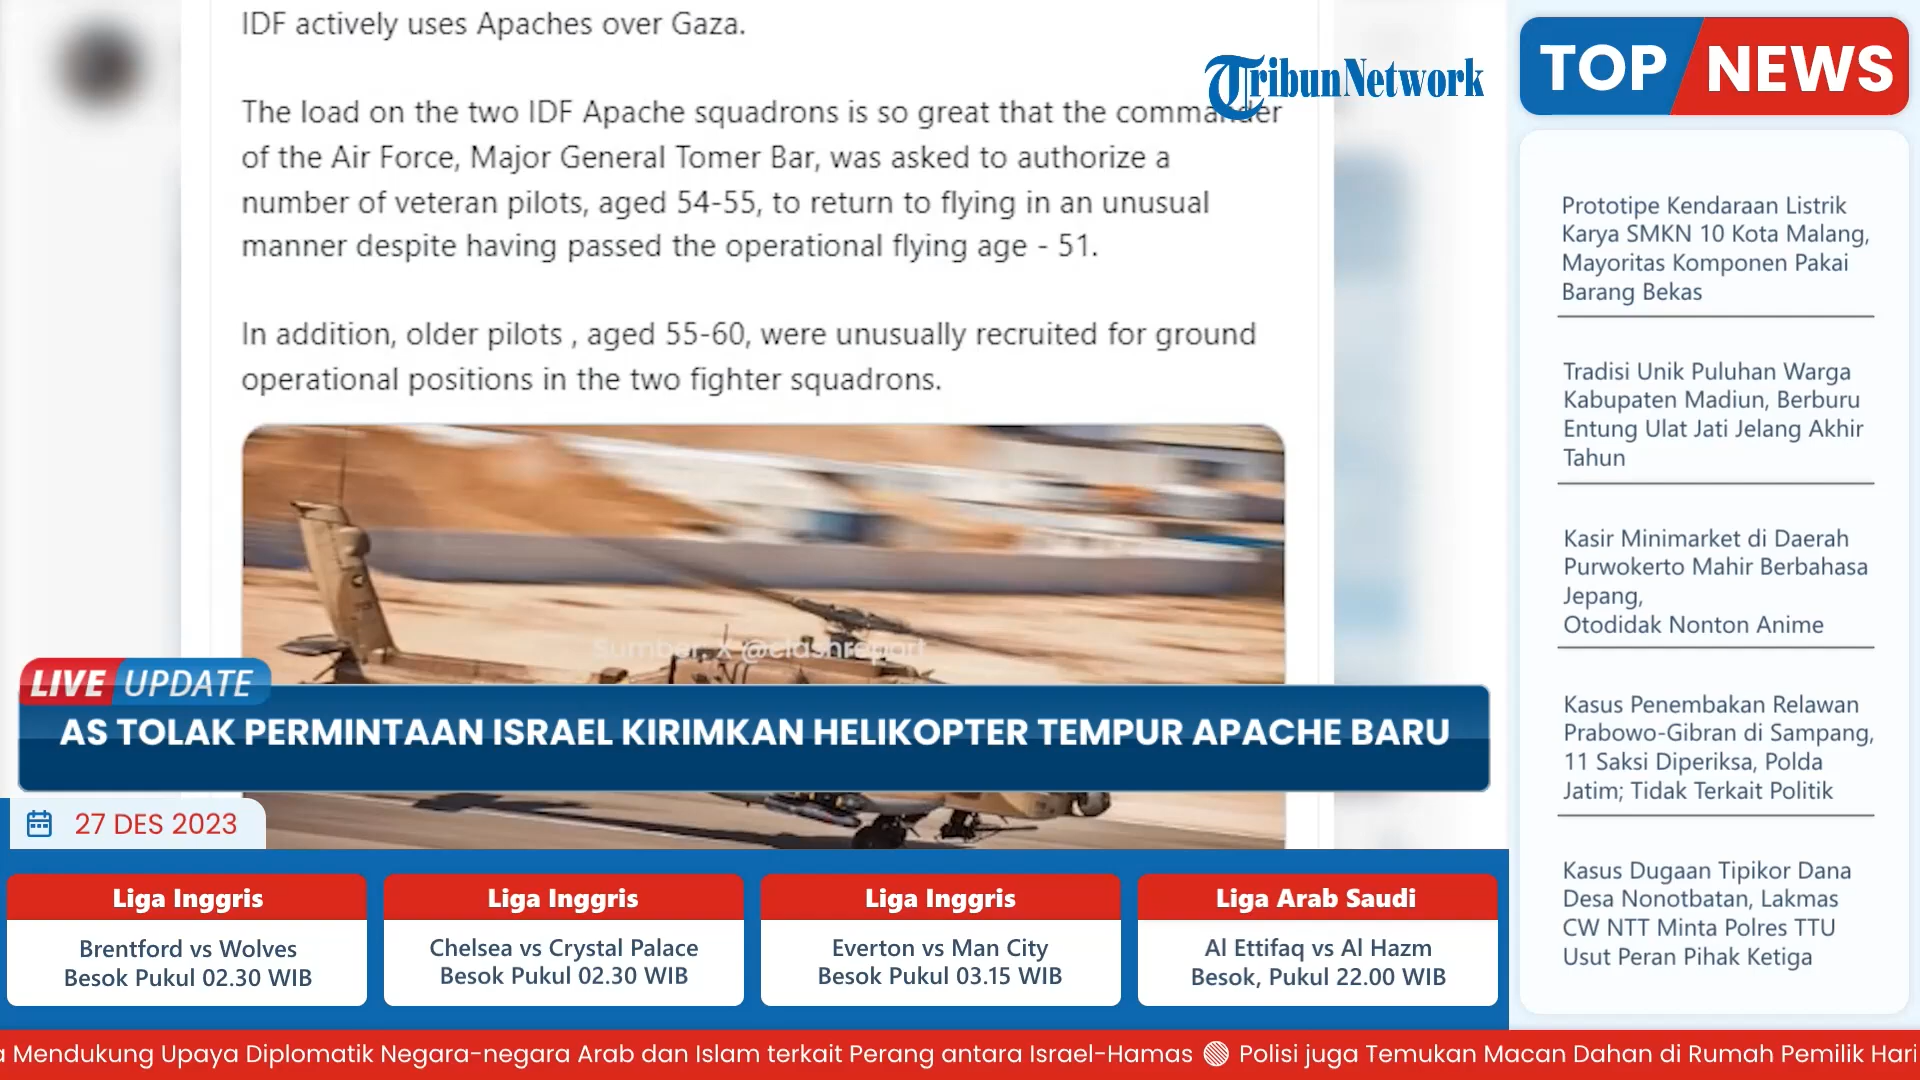 IDF actively uses Apaches over Gaza.
The load on the two IDF Apache squadrons is so great that the commander
of the Air Force, Major General Tomer Bar, was asked to authorize a
number of veteran pilots, aged 54-55, to return to flying in an unusual
manner despite having passed the operational flying age - 51.
In addition, older pilots , aged 55-60, were unusually recruited for ground
operational positions in the two fighter squadrons.
TribunNetwork
Sumber: X @clashreport
LIVE UPDATE
AS TOLAK PERMINTAAN ISRAEL KIRIMKAN HELIKOPTER TEMPUR APACHE BARU
27 DES 2023
Liga Inggris
Brentford vs Wolves
Besok Pukul 02.30 WIB
Liga Inggris
Chelsea vs Crystal Palace
Besok Pukul 02.30 WIB
Liga Inggris
Everton vs Man City
Besok Pukul 03.15 WIB
Liga Arab Saudi
Al Ettifaq vs Al Hazm
Besok, Pukul 22.00 WIB
TOP NEWS
Prototipe Kendaraan Listrik
Karya SMKN 10 Kota Malang,
Mayoritas Komponen Pakai
Barang Bekas
Tradisi Unik Puluhan Warga
Kabupaten Madiun, Berburu
Entung Ulat Jati Jelang Akhir
Tahun
Kasir Minimarket di Daerah
Purwokerto Mahir Berbahasa
Jepang,
Otodidak Nonton Anime
Kasus Penembakan Relawan
Prabowo-Gibran di Sampang,
11 Saksi Diperiksa, Polda
Jatim; Tidak Terkait Politik
Kasus Dugaan Tipikor Dana
Desa Nonotbatan, Lakmas
CW NTT Minta Polres TTU
Usut Peran Pihak Ketiga
a Mendukung Upaya Diplomatik Negara-negara Arab dan Islam terkait Perang antara Israel-Hamas Polisi juga Temukan Macan Dahan di Rumah Pemilik Hari